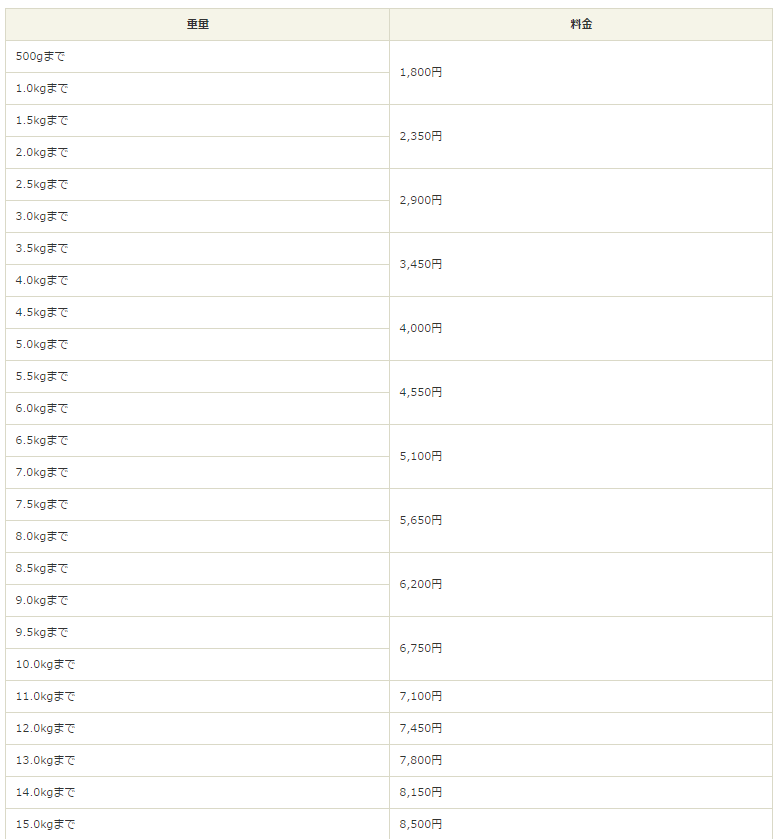 重量 料金
500gまで
1,800円
1.0kgまで
1.5kgまで
2,350円
2.0kgまで
2.5kgまで
2,900円
3.0kgまで
3.5kgまで
3,450円
4.0kgまで
4.5kgまで
4,000円
5.0kgまで
5.5kgまで
4,550円
6.0kgまで
6.5kgまで
5,100円
7.0kgまで
7.5kgまで
5,650円
8.0kgまで
8.5kgまで
6,200円
9.0kgまで
9.5kgまで
6,750円
10.0kgまで
11.0kgまで 7,100円
12.0kgまで 7,450円
13.0kgまで 7,800円
14.0kgまで 8,150円
15.0kgまで 8,500円